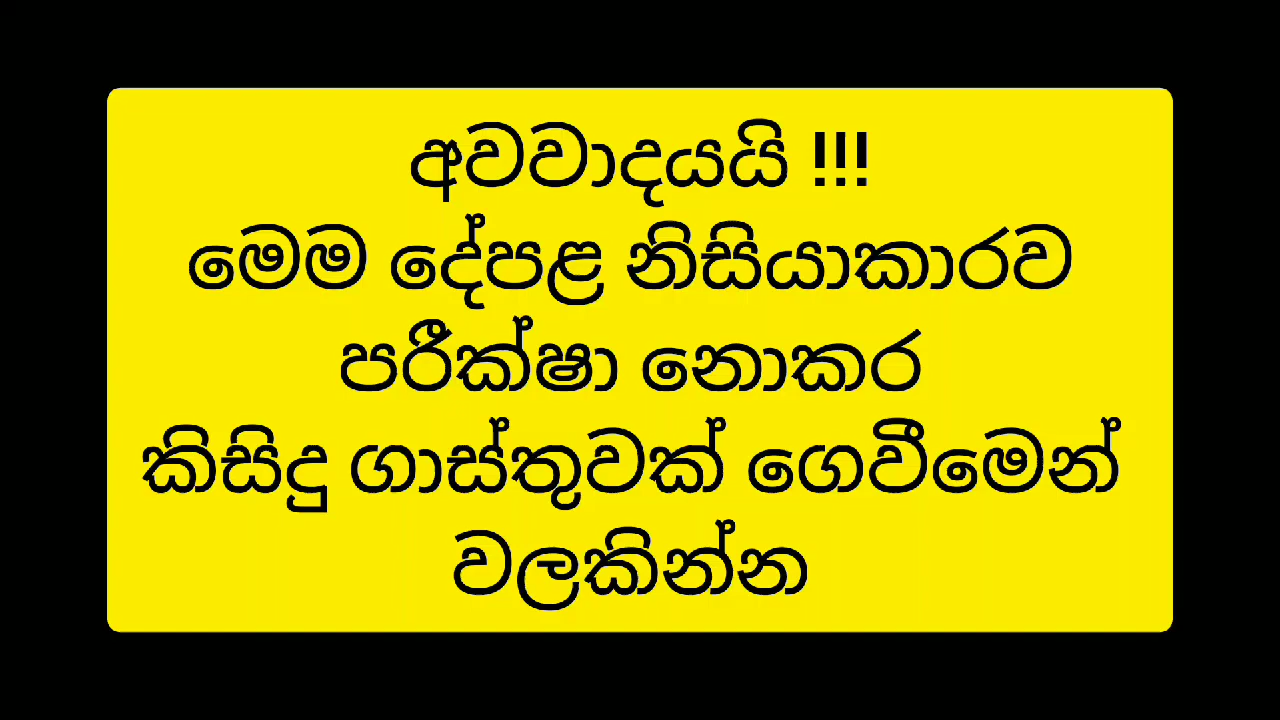 අවවාදයයි !!!
මෙම දේපළ නිසියාකාරව
පරීක්ෂා නොකර
කිසිදු ගාස්තුවක් ගෙවීමෙන්
වලකින්න